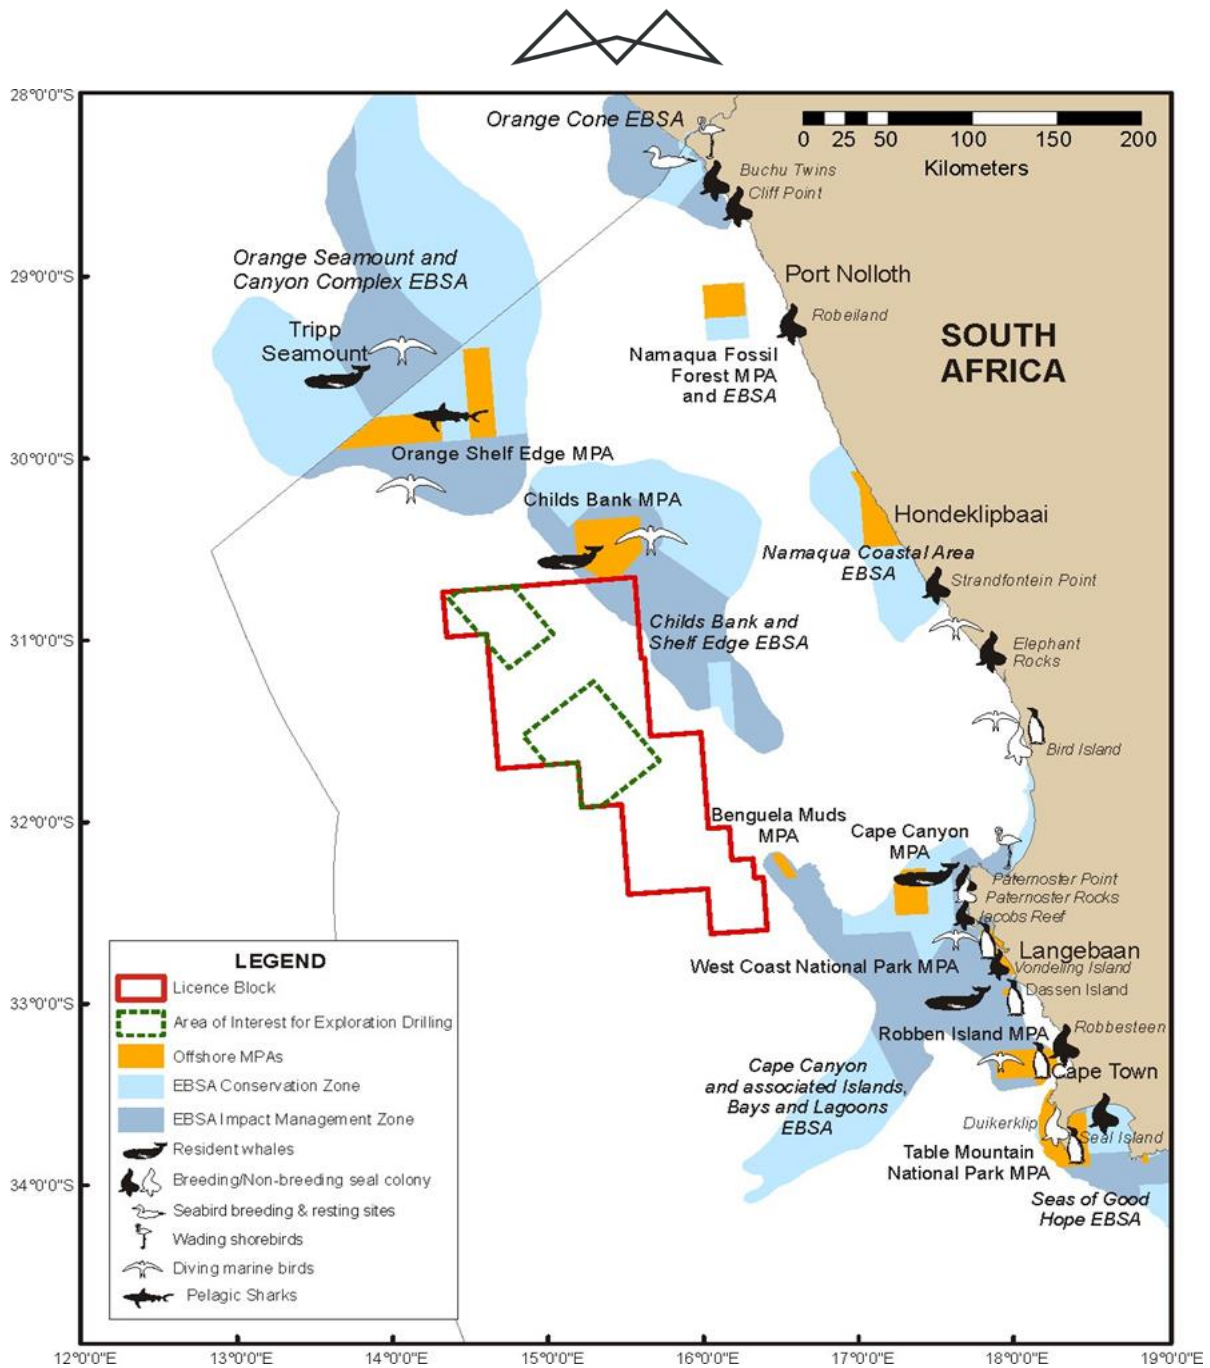 28°0'0"S
Orange Cone EBSA
0 25 50 100 150 200
Kilometers
Buchu Twins
Cliff Point
Orange Seamount and
Canyon Complex EBSA
29°0'0"S
Port Nolloth
Robeiland
Tripp
Seamount
SOUTH
AFRICA
Namaqua Fossil
Forest MPA
and EBSA
30°0'0"S
Orange Shelf Edge MPA
Childs Bank MPA
Hondeklipbaai
Namaqua Coastal Area
EBSA
Strandfontein Point
31°0'0"S
Childs Bank and
Shelf Edge EBSA
Elephant
Rocks
Bird Island
32°0'0"S
Benguela Muds
MPA
Cape Canyon
MPA
Paternoster Point
Paternoster Rocks
Jacobs Reef
Langebaan
West Coast National Park MPA
Vondeling Island
Dassen Island
33°0'0"S
Robben Island MPA
Robbesteen
Cape Town
Cape Canyon
and associated Islands,
Bays and Lagoons
EBSA
Duikerklip
Seal Island
Table Mountain
National Park MPA
34°0'0"S
Seas of Good
Hope EBSA
LEGEND
Licence Block
Area of Interest for Exploration Drilling
Offshore MPAs
EBSA Conservation Zone
EBSA Impact Management Zone
Resident whales
Breeding/Non-breeding seal colony
Seabird breeding & resting sites
Wading shorebirds
Diving marine birds
Pelagic Sharks
12°0'0"E 13°0'0"E 14°0'0"E 15°0'0"E 16°0'0"E 17°0'0"E 18°0'0"E 19°0'0"E